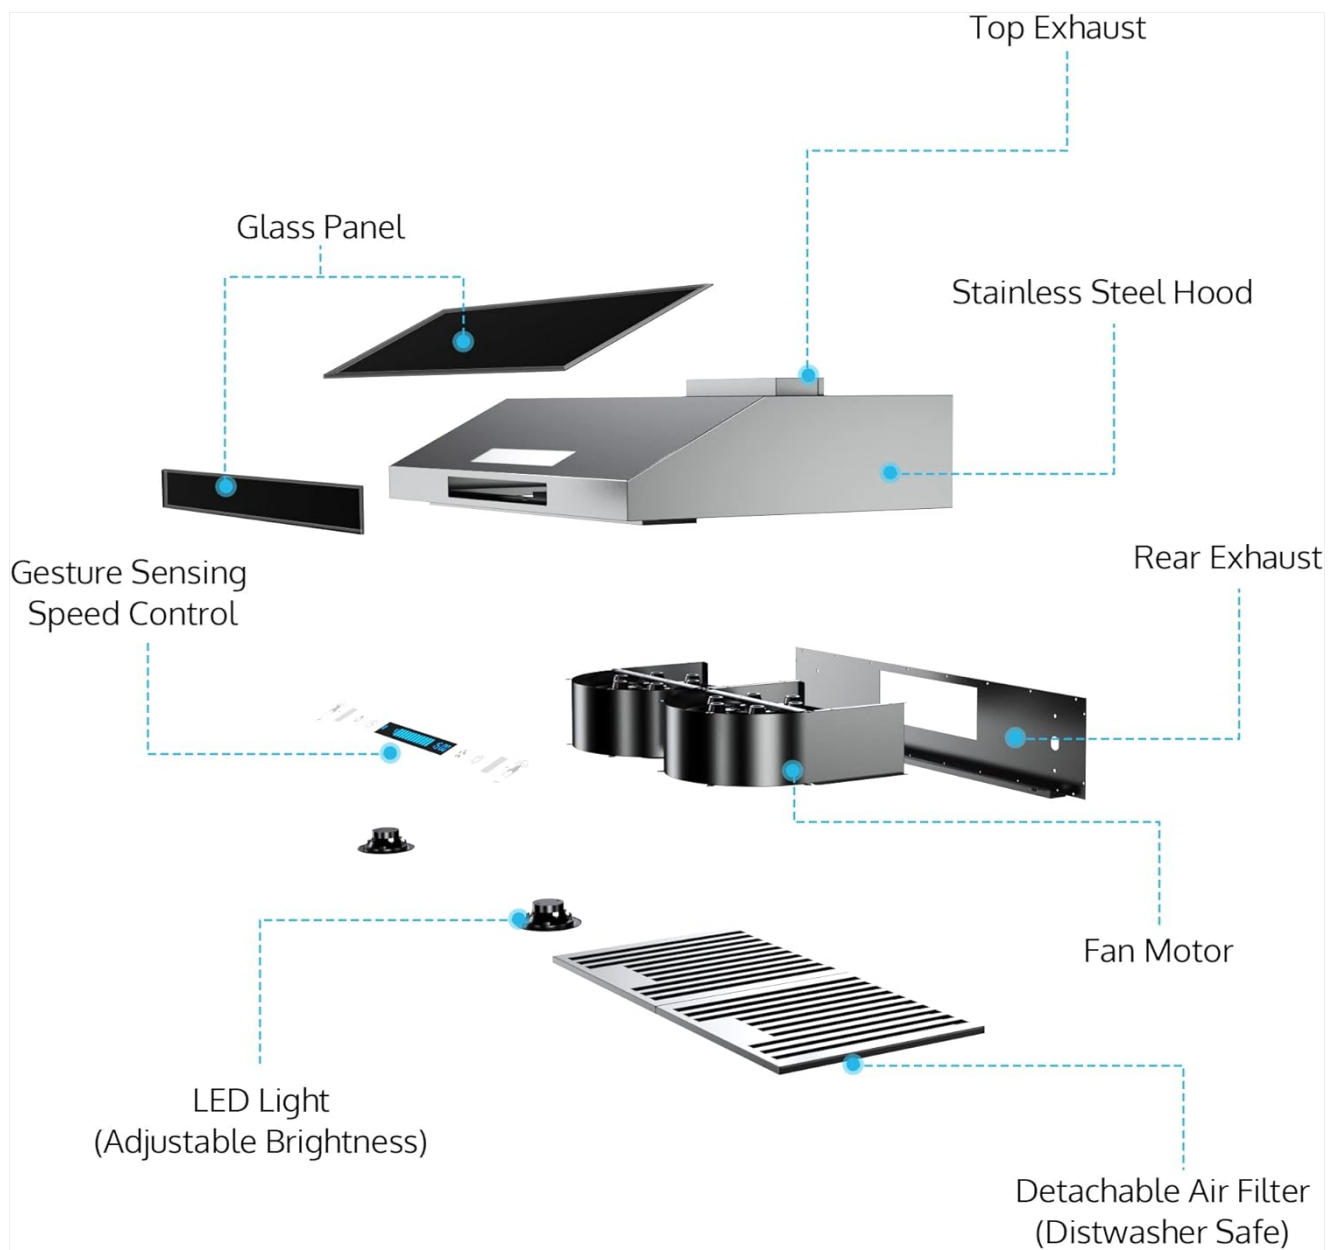 Top Exhaust
Glass Panel
Stainless Steel Hood
Rear Exhaust
Gesture Sensing
Speed Control
Fan Motor
LED Light
(Adjustable Brightness)
Detachable Air Filter
(Distwasher Safe)